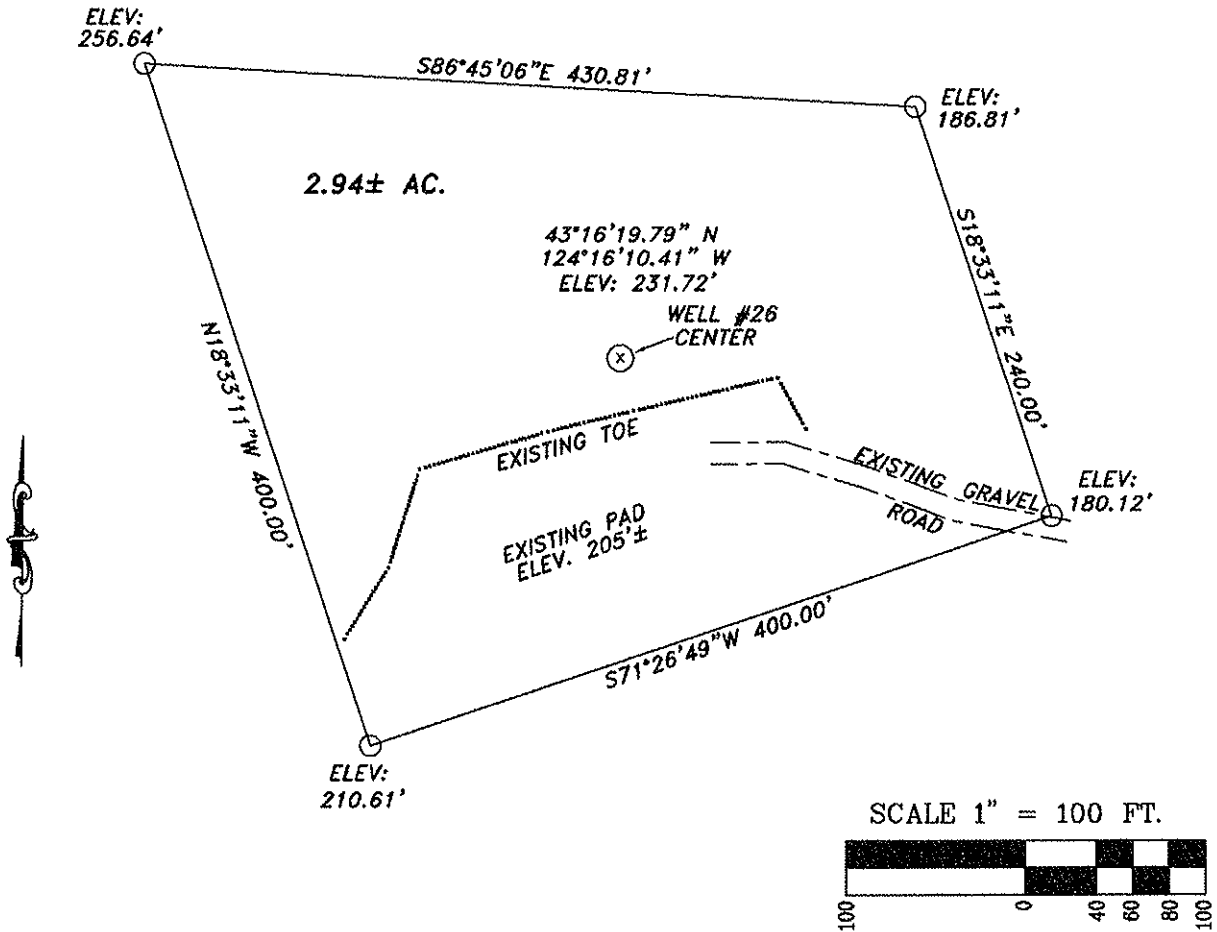 ELEV:
256.64'
S86°45'06"E 430.81'
ELEV:
186.81'
2.94± AC.
43°16'19.79" N
124°16'10.41" W
ELEV: 231.72'
WELL #26
CENTER
x
S18°33'11"E 240.00'
N18°33'11"W 400.00'
EXISTING TOE
EXISTING GRAVEL
ROAD
ELEV:
180.12'
EXISTING PAD
ELEV. 205'±
S71°26'49"W 400.00'
ELEV:
210.61'
SCALE 1" = 100 FT.
100 0 40 60 80 100